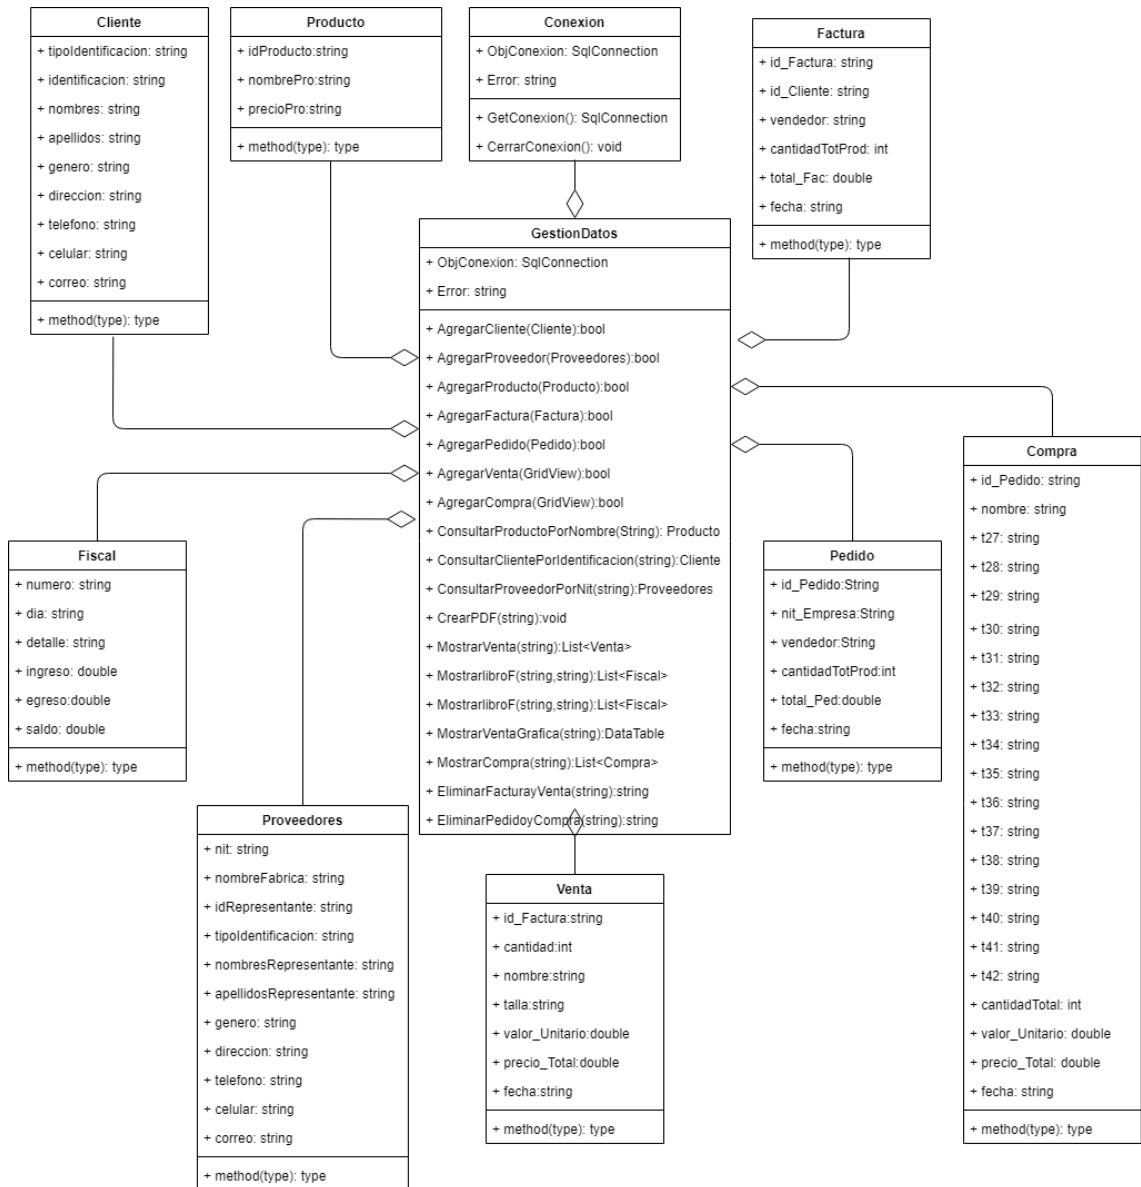 Cliente
+ tipoIdentificacion: string
+ identificacion: string
+ nombres: string
+ apellidos: string
+ genero: string
+ direccion: string
+ telefono: string
+ celular: string
+ correo: string
+ method(type): type
Producto
+ idProducto:string
+ nombrePro:string
+ precioPro:string
+ method(type): type
Conexion
+ ObjConexion: SqlConnection
+ Error: string
+ GetConexion(): SqlConnection
+ CerrarConexion(): void
Factura
+ id_Factura: string
+ id_Cliente: string
+ vendedor: string
+ cantidadTotProd: int
+ total_Fac: double
+ fecha: string
+ method(type): type
GestionDatos
+ ObjConexion: SqlConnection
+ Error: string
+ AgregarCliente(Cliente):bool
+ AgregarProveedor(Proveedores):bool
+ AgregarProducto(Producto):bool
+ AgregarFactura(Factura):bool
+ AgregarPedido(Pedido):bool
+ AgregarVenta(GridView):bool
+ AgregarCompra(GridView):bool
+ ConsultarProductoPorNombre(String): Producto
+ ConsultarClientePorIdentificacion(string):Cliente
+ ConsultarProveedorPorNit(string):Proveedores
+ CrearPDF(string):void
+ MostrarVenta(string):List<Venta>
+ MostrarlibroF(string,string):List<Fiscal>
+ MostrarlibroF(string,string):List<Fiscal>
+ MostrarVentaGrafica(string):DataTable
+ MostrarCompra(string):List<Compra>
+ EliminarFacturayVenta(string):string
+ EliminarPedidoyCompra(string):string
Fiscal
+ numero: string
+ dia: string
+ detalle: string
+ ingreso: double
+ egreso:double
+ saldo: double
+ method(type): type
Pedido
+ id_Pedido:String
+ nit_Empresa:String
+ vendedor:String
+ cantidadTotProd:int
+ total_Ped:double
+ fecha:string
+ method(type): type
Compra
+ id_Pedido: string
+ nombre: string
+ t27: string
+ t28: string
+ t29: string
+ t30: string
+ t31: string
+ t32: string
+ t33: string
+ t34: string
+ t35: string
+ t36: string
+ t37: string
+ t38: string
+ t39: string
+ t40: string
+ t41: string
+ t42: string
+ cantidadTotal: int
+ valor_Unitario: double
+ precio_Total: double
+ fecha: string
+ method(type): type
Proveedores
+ nit: string
+ nombreFabrica: string
+ idRepresentante: string
+ tipoIdentificacion: string
+ nombresRepresentante: string
+ apellidosRepresentante: string
+ genero: string
+ direccion: string
+ telefono: string
+ celular: string
+ correo: string
+ method(type): type
Venta
+ id_Factura:string
+ cantidad:int
+ nombre:string
+ talla:string
+ valor_Unitario:double
+ precio_Total:double
+ fecha:string
+ method(type): type